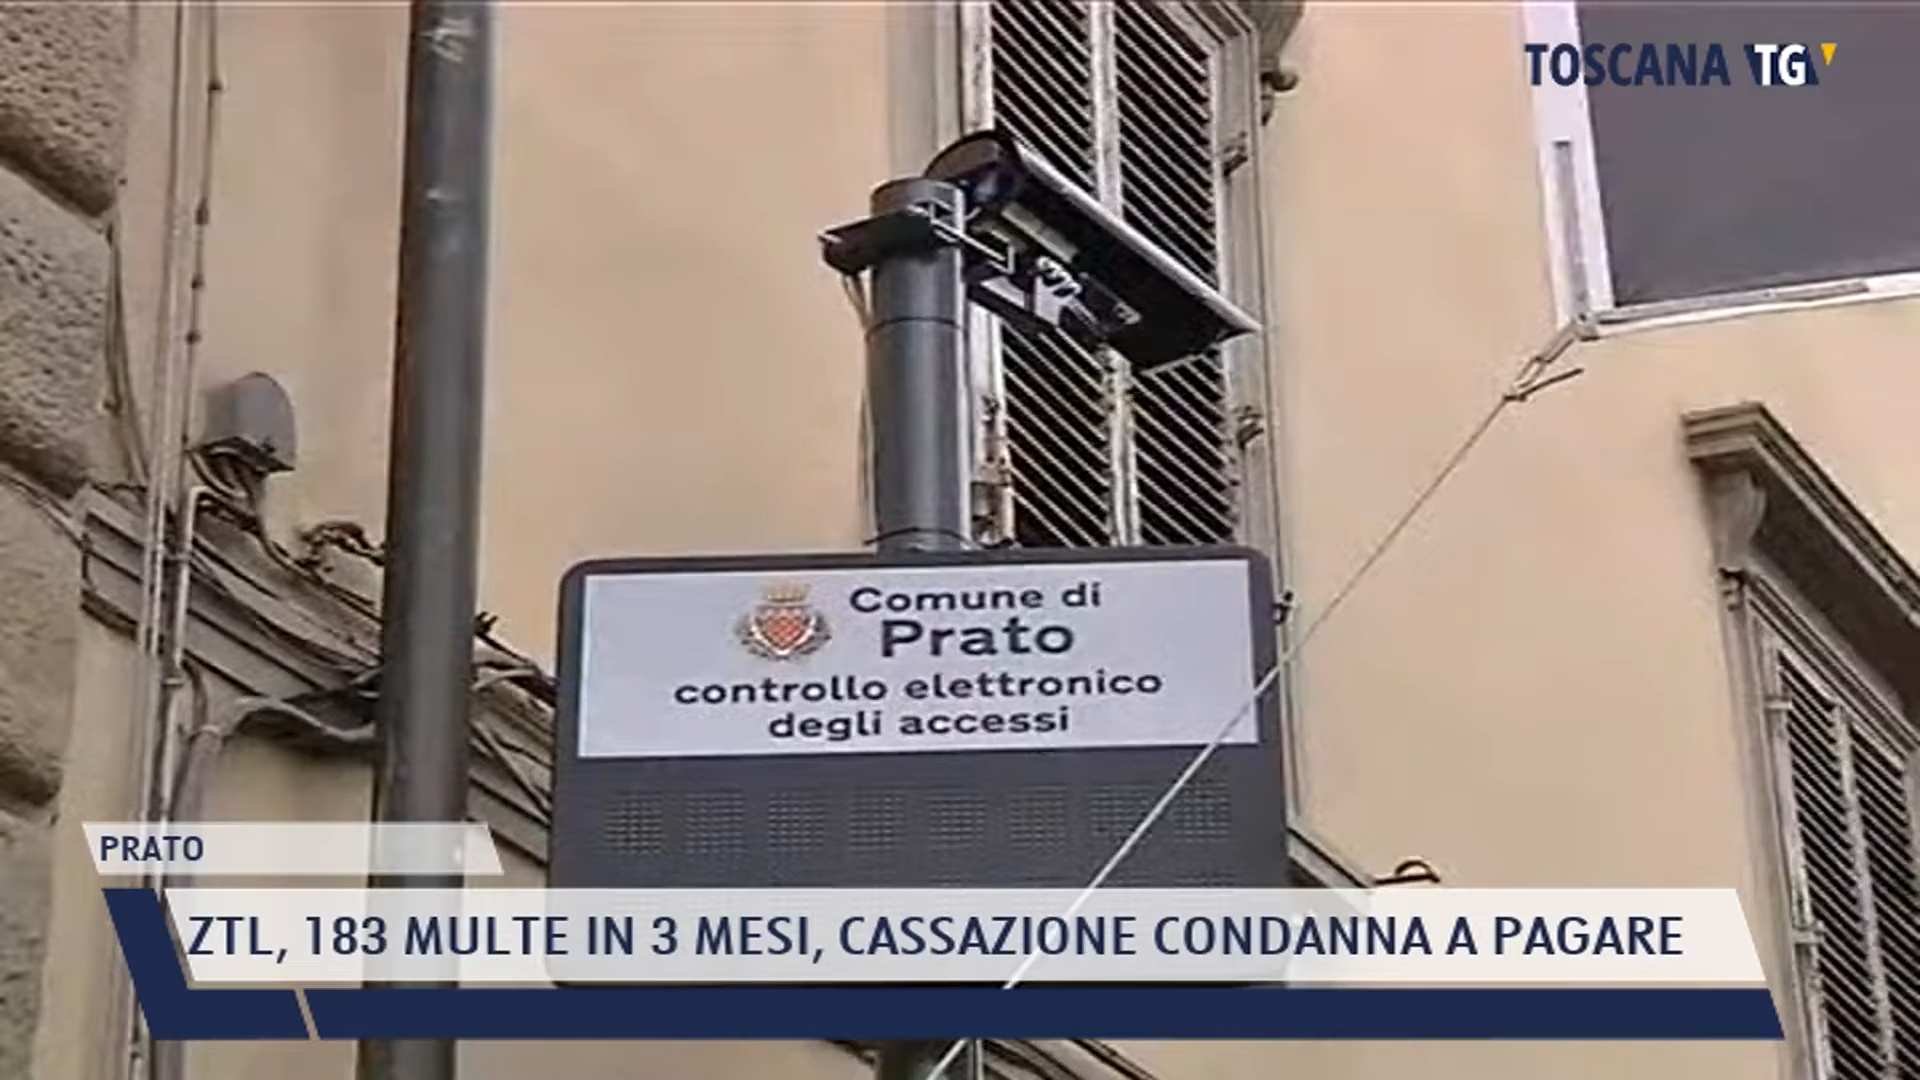 TOSCANA TG
Comune di
Prato
controllo elettronico
degli accessi
PRATO
ZTL, 183 MULTE IN 3 MESI, CASSAZIONE CONDANNA A PAGARE